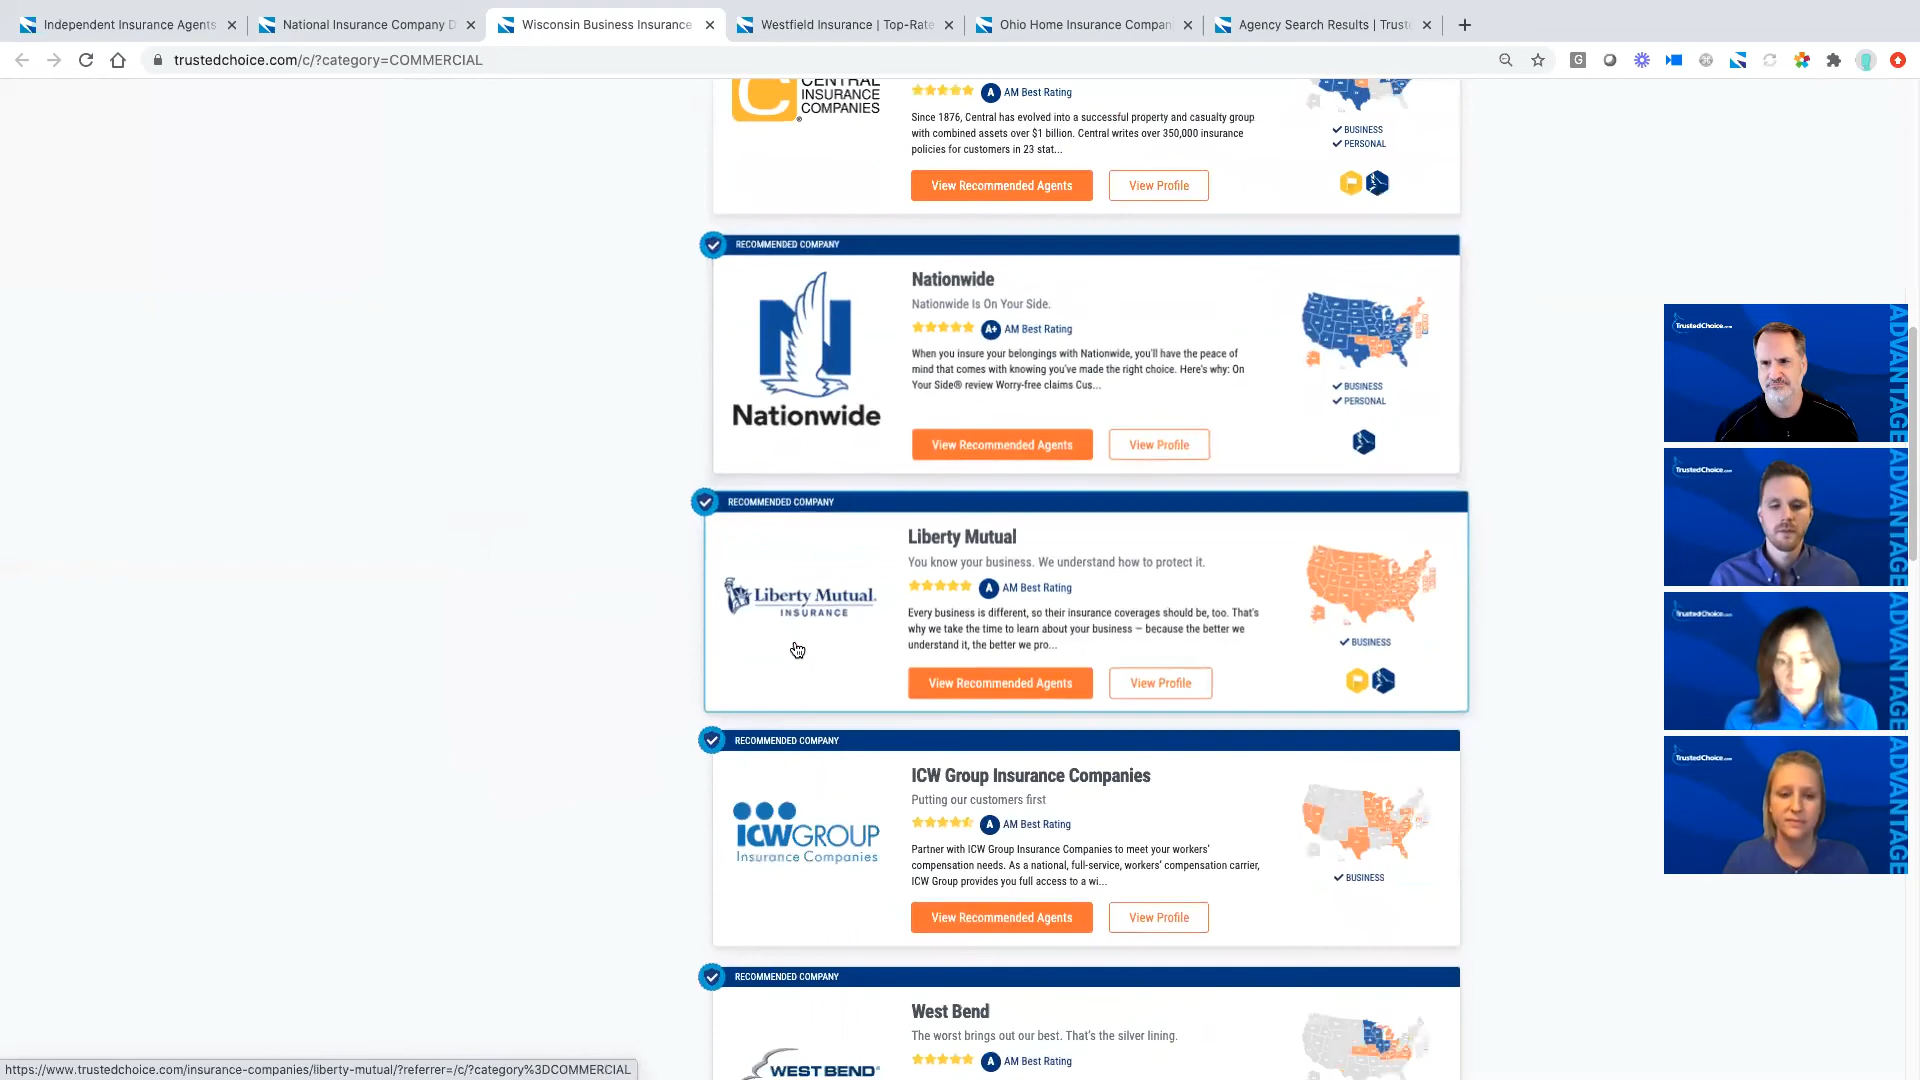 Independent Insurance Agents
National Insurance Company D
Wisconsin Business Insurance
Westfield Insurance | Top-Rate
Ohio Home Insurance Compan
Agency Search Results | Trust
trustedchoice.com/c/?category=COMMERCIAL
CENTRAL
INSURANCE
COMPANIES
A AM Best Rating
Since 1876, Central has evolved into a successful property and casualty group
with combined assets over $1 billion. Central writes over 350,000 insurance
policies for customers in 23 stat...
BUSINESS
PERSONAL
View Recommended Agents
View Profile
RECOMMENDED COMPANY
Nationwide
Nationwide
Nationwide Is On Your Side.
A+ AM Best Rating
When you insure your belongings with Nationwide, you'll have the peace of
mind that comes with knowing you've made the right choice. Here's why: On
Your Side® review Worry-free claims Cus...
BUSINESS
PERSONAL
View Recommended Agents
View Profile
RECOMMENDED COMPANY
Liberty Mutual.
INSURANCE
Liberty Mutual
You know your business. We understand how to protect it.
A AM Best Rating
Every business is different, so their insurance coverages should be, too. That's
why we take the time to learn about your business – because the better we
understand it, the better we pro...
BUSINESS
View Recommended Agents
View Profile
RECOMMENDED COMPANY
ICWGROUP
Insurance Companies
ICW Group Insurance Companies
Putting our customers first
A AM Best Rating
Partner with ICW Group Insurance Companies to meet your workers'
compensation needs. As a national, full-service, workers' compensation carrier,
ICW Group provides you full access to a wi...
BUSINESS
View Recommended Agents
View Profile
RECOMMENDED COMPANY
WEST BEND
West Bend
The worst brings out our best. That's the silver lining.
A AM Best Rating
TrustedChoice.com
TrustedChoice.com
TrustedChoice.com
TrustedChoice.com
ADVANTAGE
ADVANTAGE
ADVANTAGE
ADVANTAGE
https://www.trustedchoice.com/insurance-companies/liberty-mutual/?referrer=/c/?category%3DCOMMERCIAL